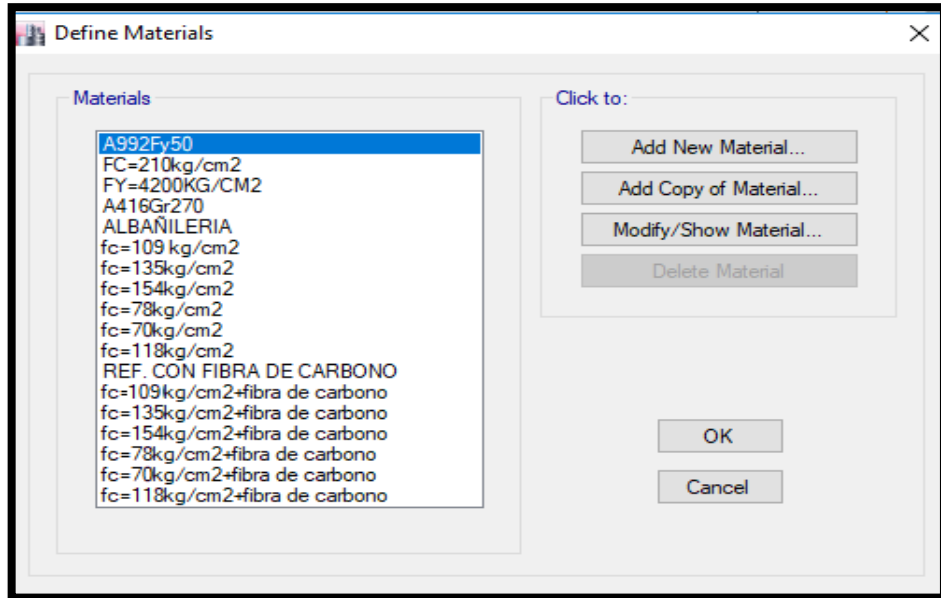 Define Materials
Materials
A992Fy50
FC=210kg/cm2
FY=4200KG/CM2
A416Gr270
ALBAÑILERIA
fc=109 kg/cm2
fc=135kg/cm2
fc=154kg/cm2
fc=78kg/cm2
fc=70kg/cm2
fc=118kg/cm2
REF. CON FIBRA DE CARBONO
fc=109kg/cm2+fibra de carbono
fc=135kg/cm2+fibra de carbono
fc=154kg/cm2+fibra de carbono
fc=78kg/cm2+fibra de carbono
fc=70kg/cm2+fibra de carbono
fc=118kg/cm2+fibra de carbono
Click to:
Add New Material...
Add Copy of Material...
Modify/Show Material...
Delete Material
OK
Cancel